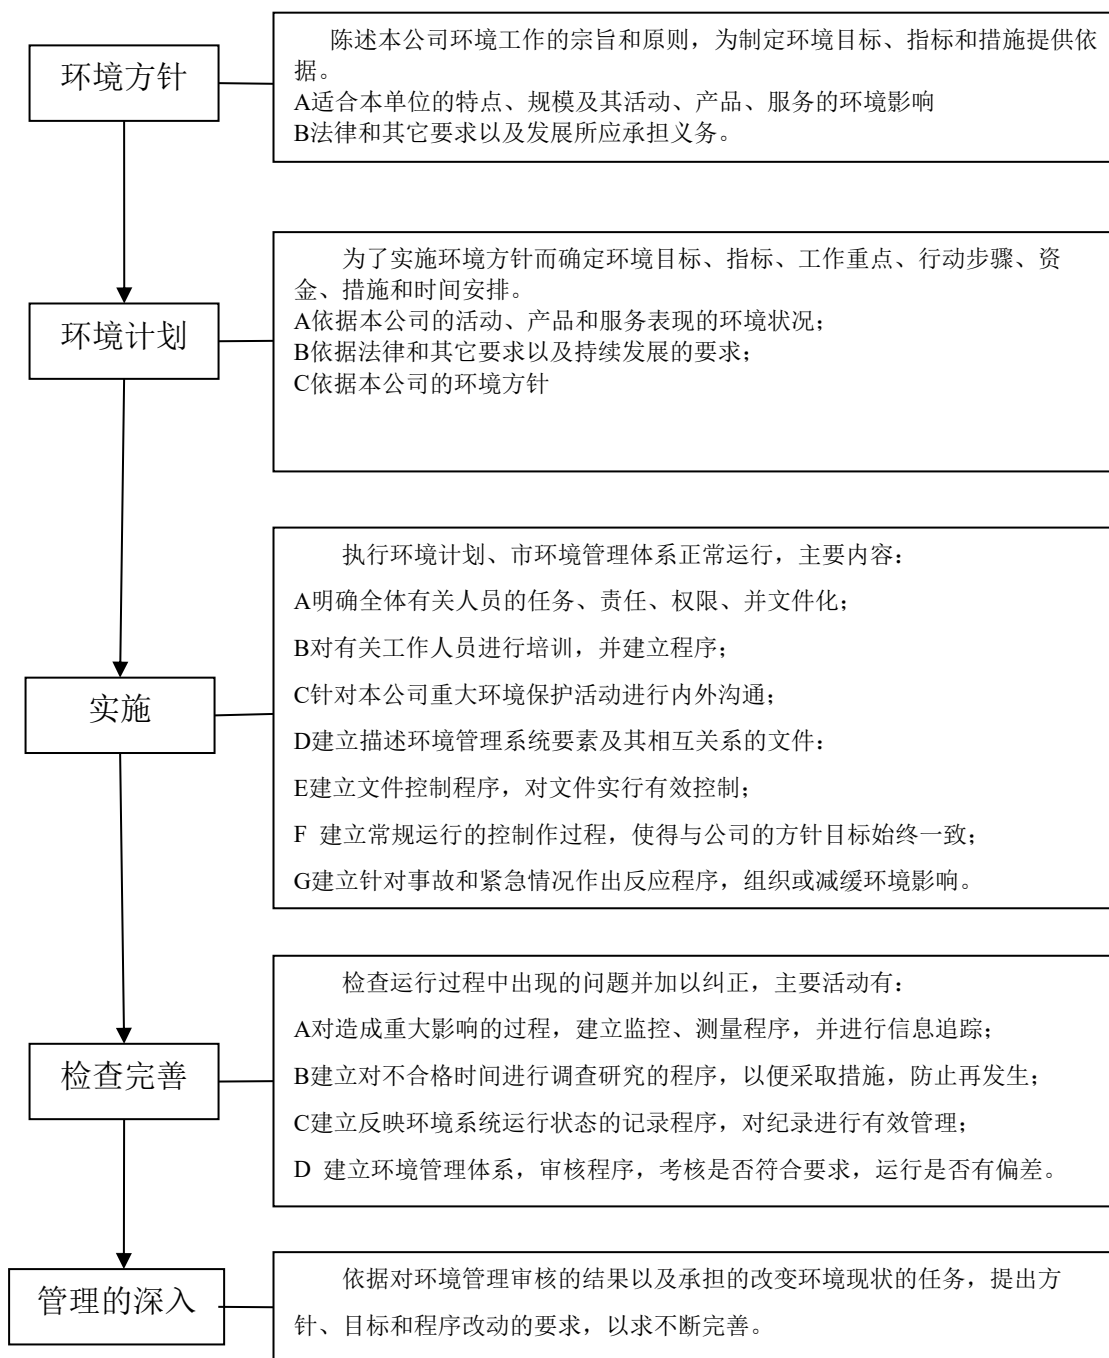 环境方针
陈述本公司环境工作的宗旨和原则，为制定环境目标、指标和措施提供依
据。
A适合本单位的特点、规模及其活动、产品、服务的环境影响
B法律和其它要求以及发展所应承担义务。
环境计划
为了实施环境方针而确定环境目标、指标、工作重点、行动步骤、资
金、措施和时间安排。
A依据本公司的活动、产品和服务表现的环境状况；
B依据法律和其它要求以及持续发展的要求；
C依据本公司的环境方针
实施
执行环境计划、市环境管理体系正常运行，主要内容：
A明确全体有关人员的任务、责任、权限、并文件化；
B对有关工作人员进行培训，并建立程序；
C针对本公司重大环境保护活动进行内外沟通；
D建立描述环境管理系统要素及其相互关系的文件：
E建立文件控制程序，对文件实行有效控制；
F 建立常规运行的控制作过程，使得与公司的方针目标始终一致；
G建立针对事故和紧急情况作出反应程序，组织或减缓环境影响。
检查完善
检查运行过程中出现的问题并加以纠正，主要活动有：
A对造成重大影响的过程，建立监控、测量程序，并进行信息追踪；
B建立对不合格时间进行调查研究的程序，以便采取措施，防止再发生；
C建立反映环境系统运行状态的记录程序，对纪录进行有效管理；
D 建立环境管理体系，审核程序，考核是否符合要求，运行是否有偏差。
管理的深入
依据对环境管理审核的结果以及承担的改变环境现状的任务，提出方
针、目标和程序改动的要求，以求不断完善。